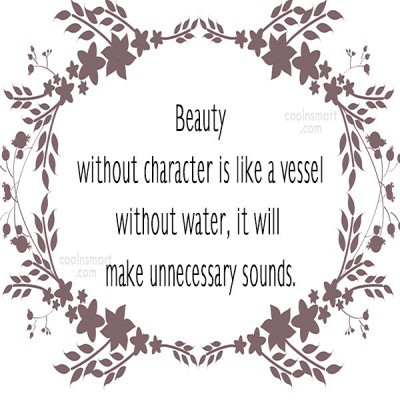 Beauty
coolnsmart
.com
without character is like a vessel
without water, it will
coolnsmart
.com
make unnecessary sounds.